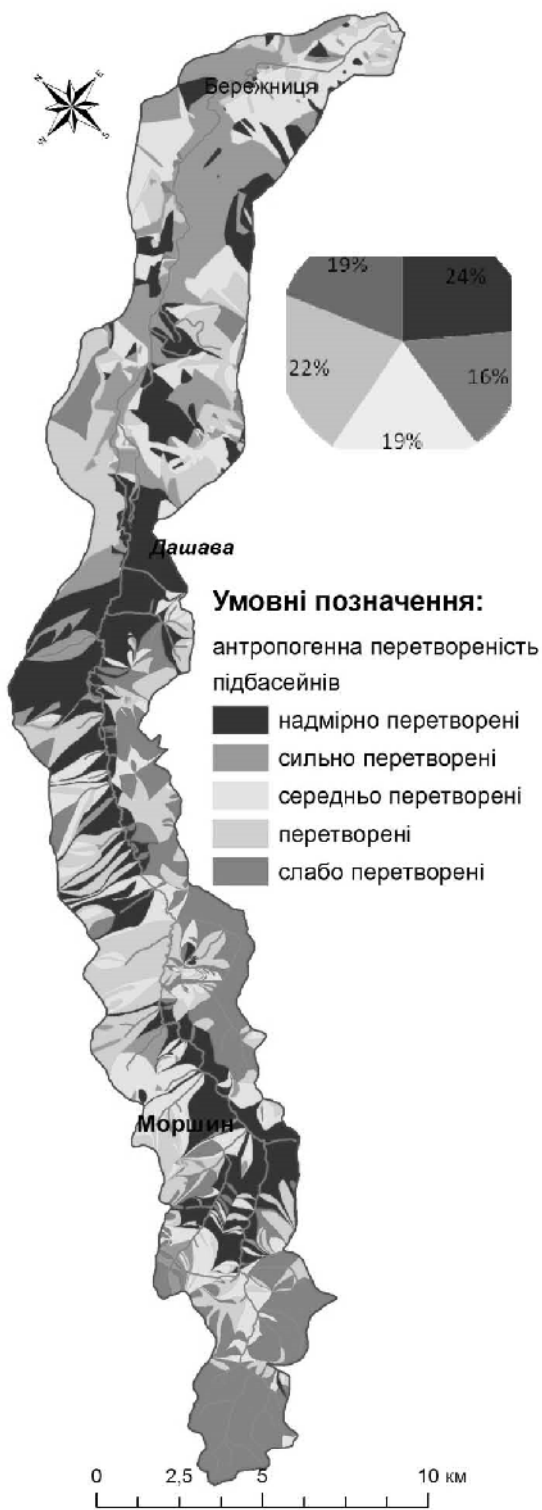 N
E
W
S
Бережниця
19%
24%
22%
16%
19%
Дашава
Умовні позначення:
антропогенна перетвореність
підбасейнів
надмірно перетворені
сильно перетворені
середньо перетворені
перетворені
слабо перетворені
Моршин
0 2,5 5 10 км